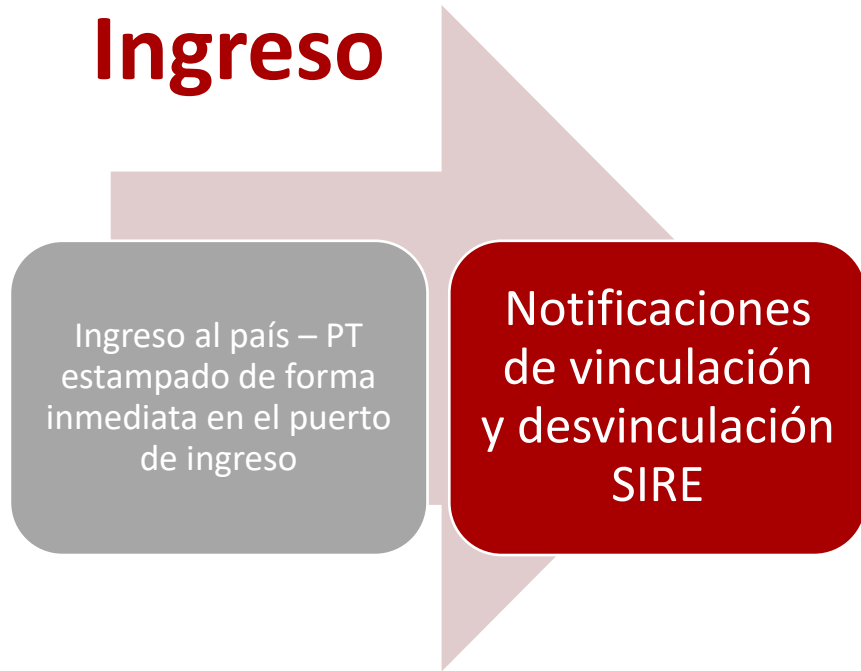 Ingreso
Ingreso al país – PT
estampado de forma
inmediata en el puerto
de ingreso
Notificaciones
de vinculación
y desvinculación
SIRE